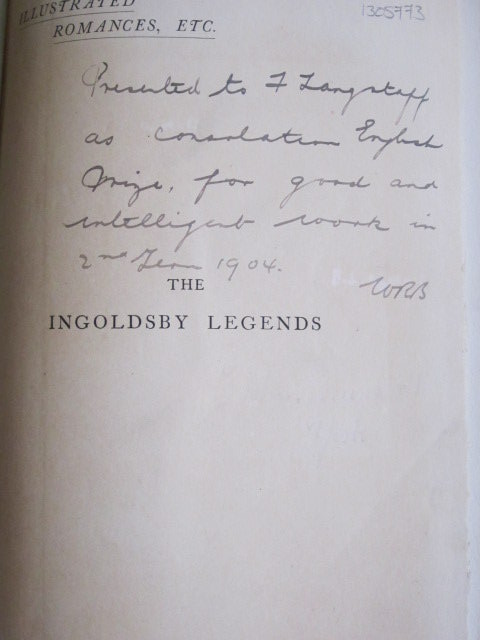 ILLUSTRATED
ROMANCES, ETC.
1305773
Presented to F Langstaff
as consolation English
Prize, for good and
intelligent work in
2nd Term 1904.
WRB
THE
INGOLDSBY LEGENDS